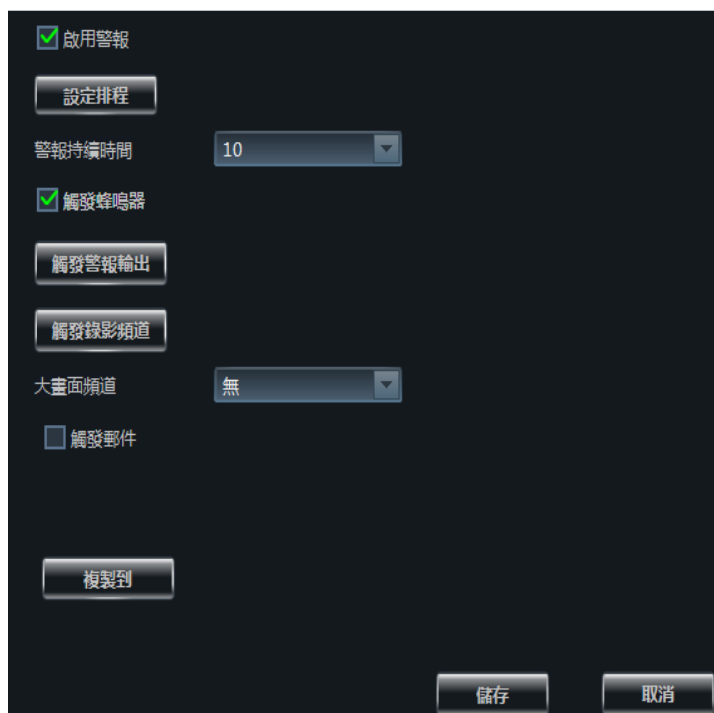 啟用警報
設定排程
警報持續時間 10
觸發蜂鳴器
觸發警報輸出
觸發錄影頻道
大畫面頻道 無
觸發郵件
複製到
儲存 取消